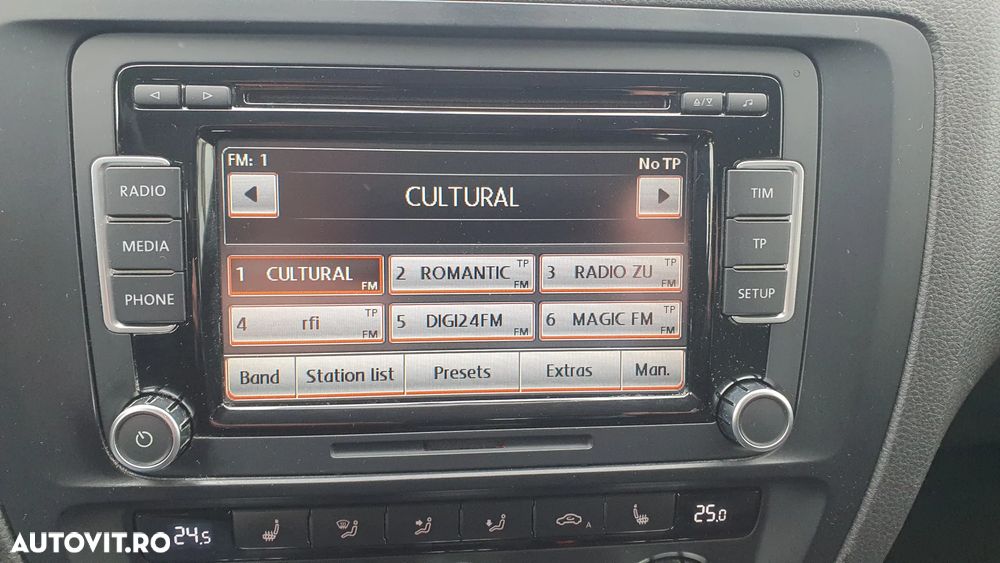 FM: 1
No TP
CULTURAL
RADIO
MEDIA
PHONE
TIM
TP
SETUP
1 CULTURAL FM
2 ROMANTIC TP FM
3 RADIO ZU FM
4 rfi TP FM
5 DIGI24FM FM
6 MAGIC FM TP FM
Band Station list Presets Extras Man.
24.5
A
25.0
AUTOVIT.RO